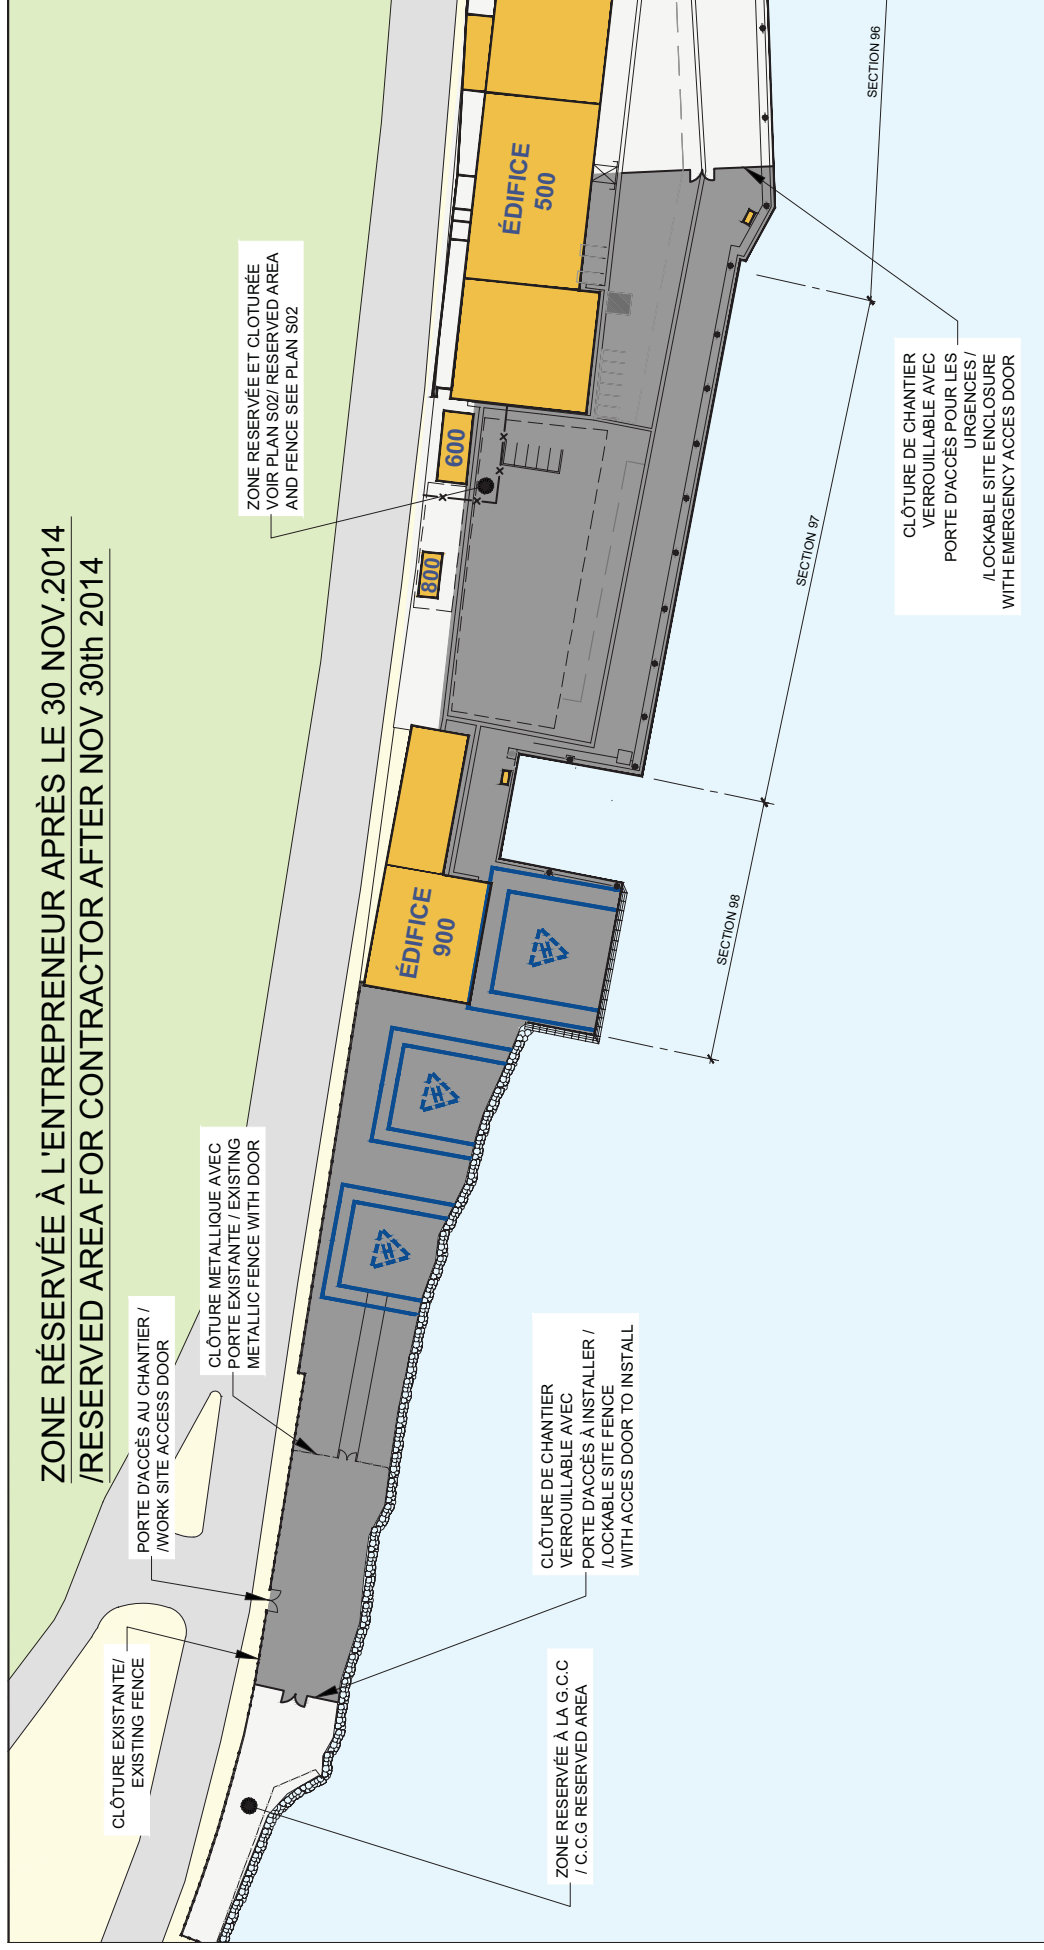 ZONE RÉSERVÉE À L'ENTREPRENEUR APRÈS LE 30 NOV.2014
/RESERVED AREA FOR CONTRACTOR AFTER NOV 30th 2014
CLÔTURE EXISTANTE/
EXISTING FENCE
PORTE D'ACCÈS AU CHANTIER /
/WORK SITE ACCESS DOOR
CLÔTURE METALLIQUE AVEC
PORTE EXISTANTE / EXISTING
METALLIC FENCE WITH DOOR
ZONE RESERVÉE ET CLOTURÉE
VOIR PLAN S02/ RESERVED AREA
AND FENCE SEE PLAN S02
H
H
ÉDIFICE
900
H
800
600
ÉDIFICE
500
ZONE RESERVÉE À LA G.C.C
/ C.C.G RESERVED AREA
CLÔTURE DE CHANTIER
VERROUILLABLE AVEC
PORTE D'ACCÈS À INSTALLER /
/LOCKABLE SITE FENCE
WITH ACCES DOOR TO INSTALL
SECTION 98
SECTION 97
SECTION 96
CLÔTURE DE CHANTIER
VERROUILLABLE AVEC
PORTE D'ACCÈS POUR LES
URGENCES /
/LOCKABLE SITE ENCLOSURE
WITH EMERGENCY ACCES DOOR